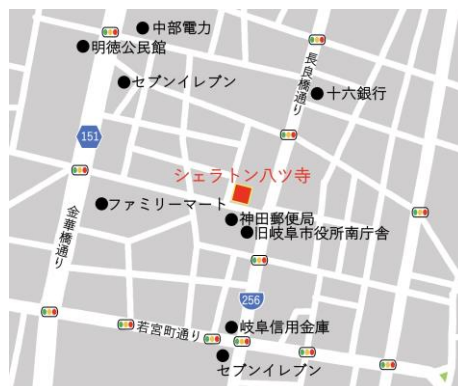 中部電力
明徳公民館
セブンイレブン
長良橋通り
十六銀行
151
シェラトン八ツ寺
ファミリーマート
神田郵便局
旧岐阜市役所南庁舎
金華橋通り
256
若宮町通り
岐阜信用金庫
セブンイレブン